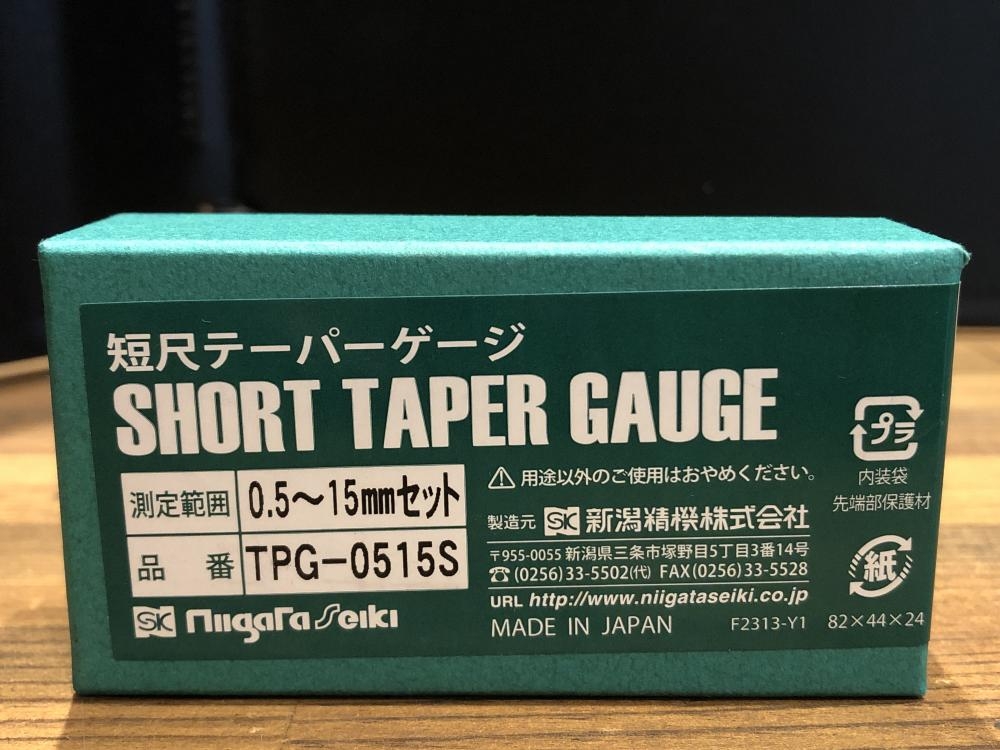 短尺テーパーゲージ
SHORT TAPER GAUGE
測定範囲 0.5～15mmセット
品番 TPG-0515S
SK Niigata Seiki
⚠ 用途以外のご使用はおやめください。
製造元 SK 新潟精機株式会社
〒955-0055 新潟県三条市塚野目5丁目3番14号
☎(0256)33-5502(代) FAX(0256)33-5528
URL http://www.niigataseiki.co.jp
MADE IN JAPAN F2313-Y1
プラ
内装袋
先端部保護材
紙
82×44×24